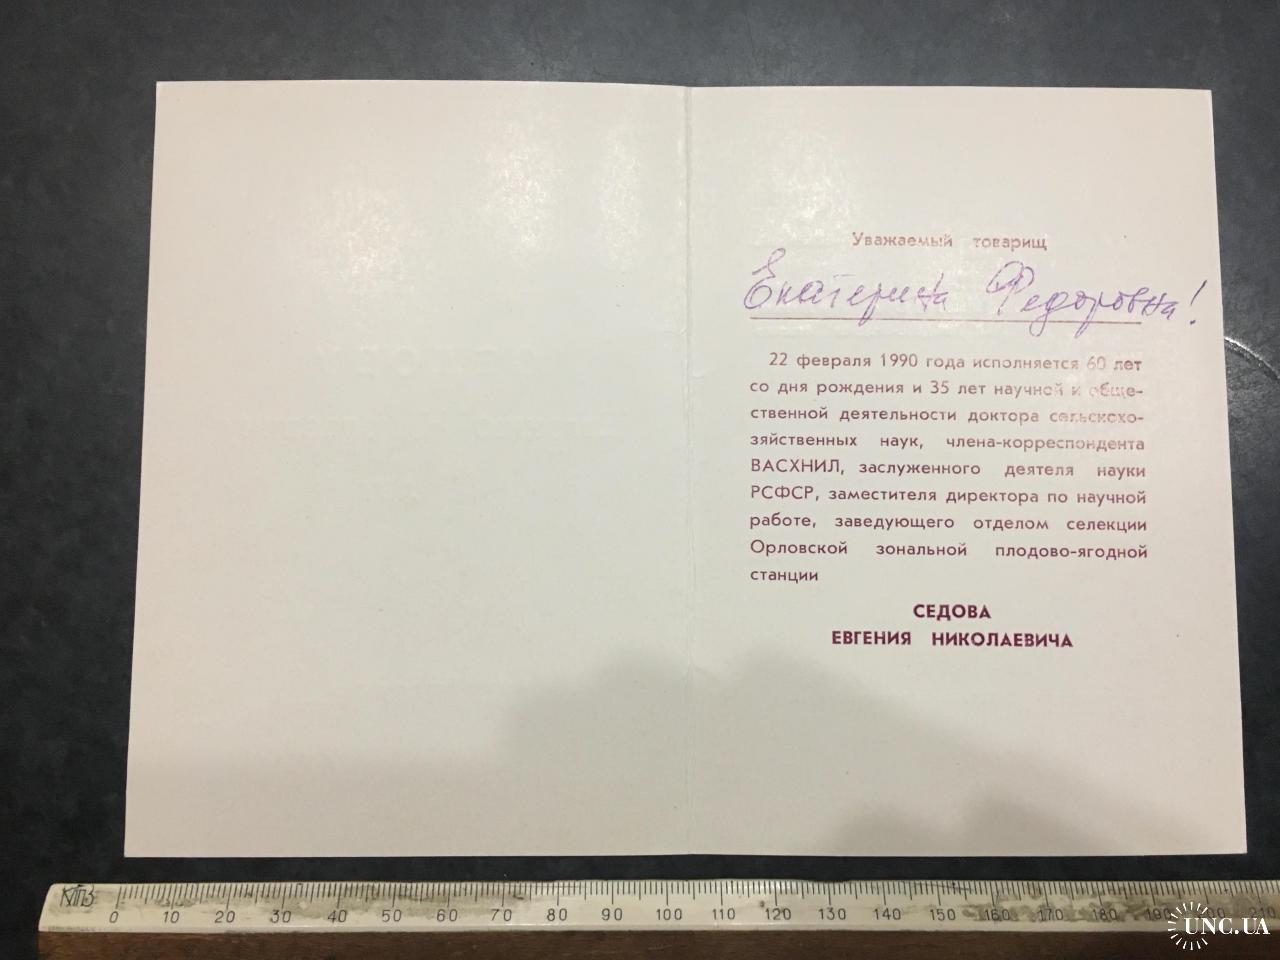 Уважаемый товарищ
Екатерина Федоровна!
22 февраля 1990 года исполняется 60 лет
со дня рождения и 35 лет научной и обще-
ственной деятельности доктора сельскохо-
зяйственных наук, члена-корреспондента
ВАСХНИЛ, заслуженного деятеля науки
РСФСР, заместителя директора по научной
работе, заведующего отделом селекции
Орловской зональной плодово-ягодной
станции
СЕДОВА
ЕВГЕНИЯ НИКОЛАЕВИЧА
0 10 20 30 40 50 60 70 80 90 100 110 120 130 140 150 160 170 180 190 200 210
UNC.UA